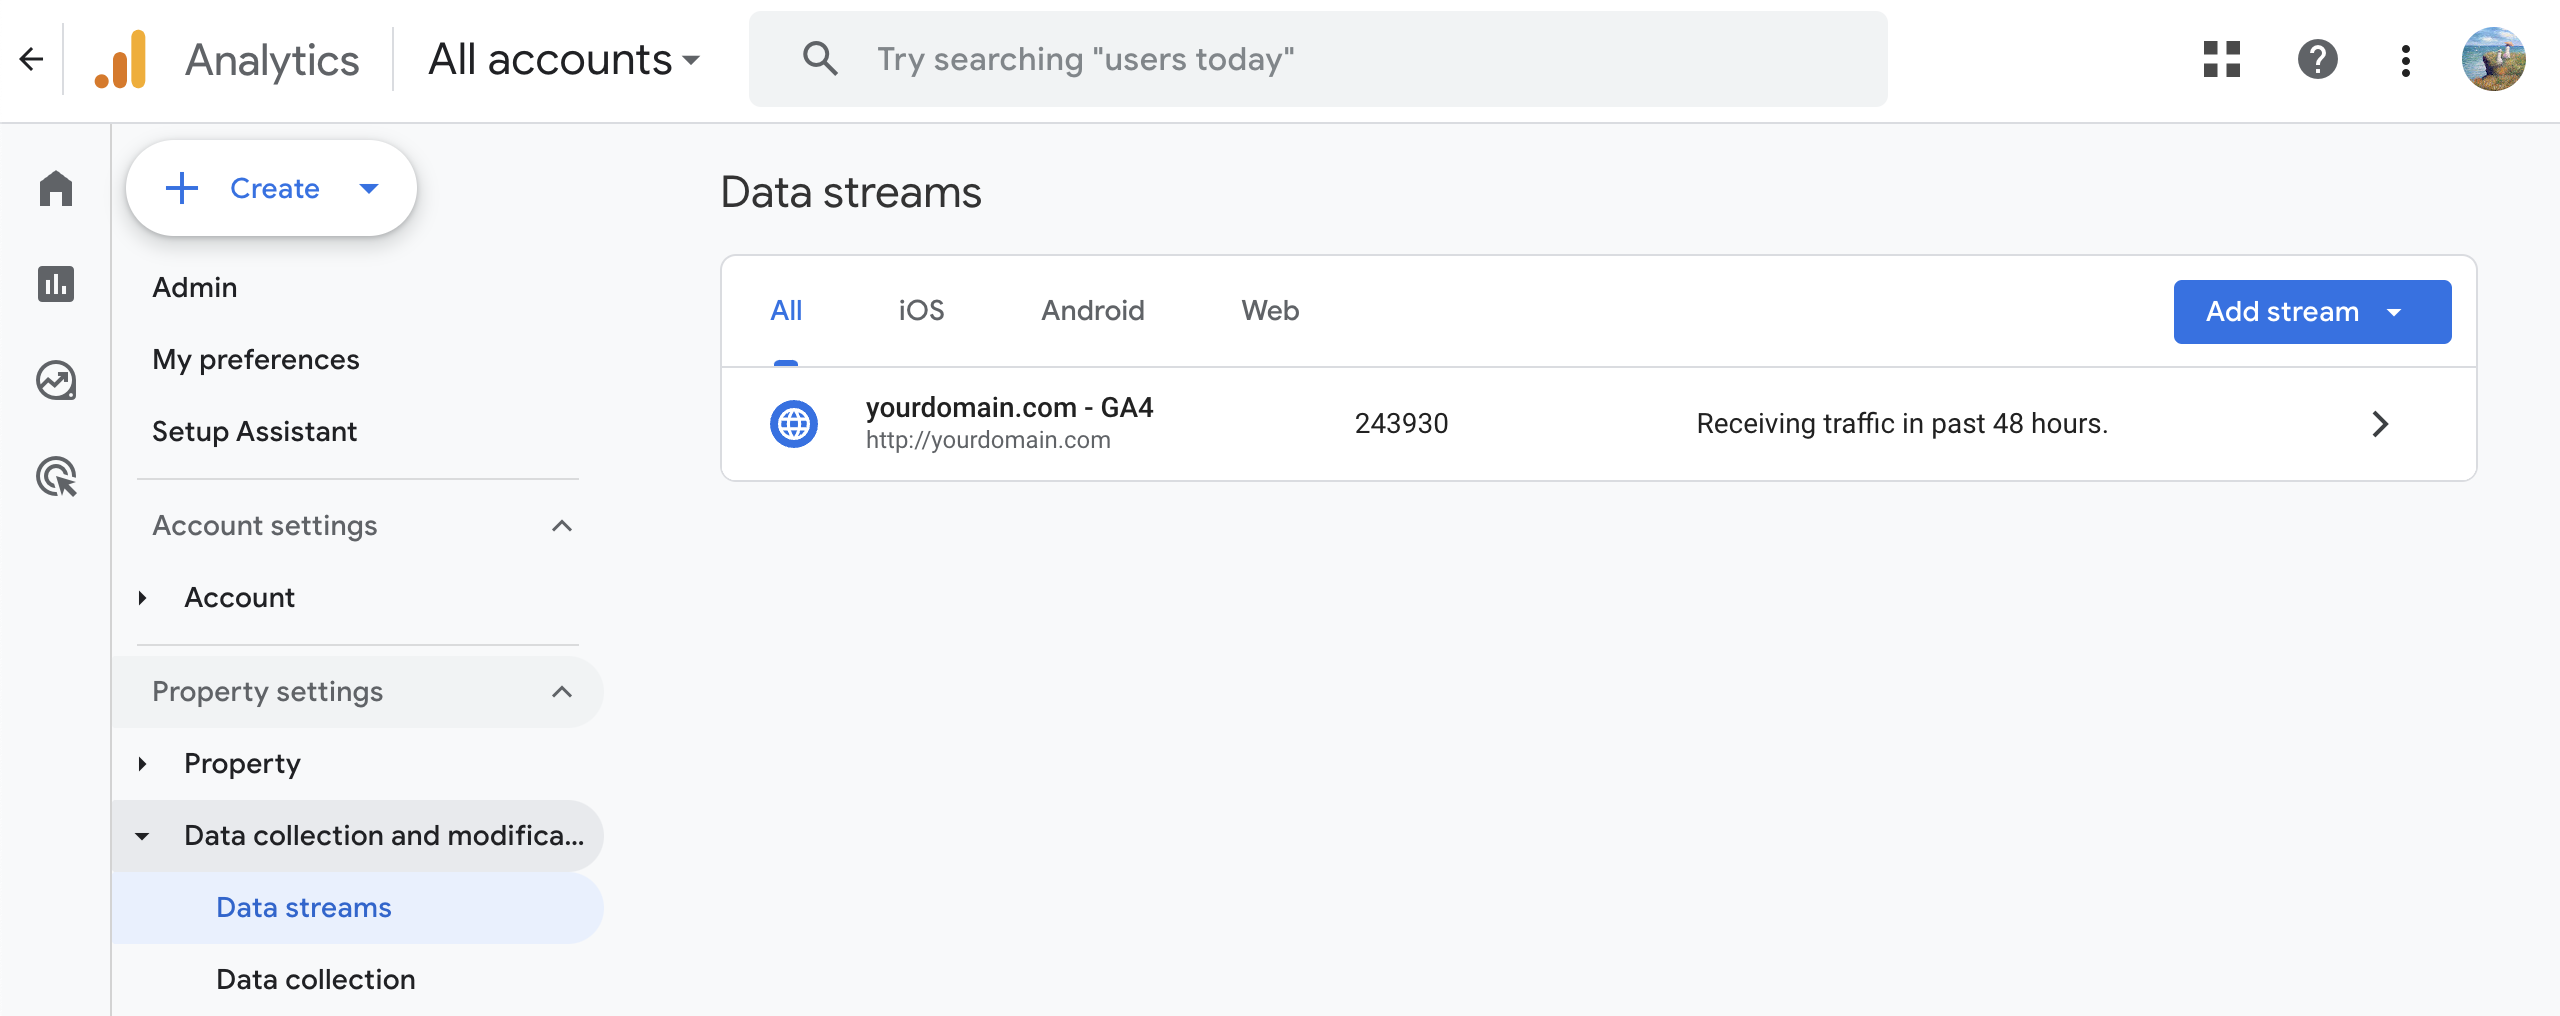 Analytics
All accounts
Try searching "users today"
Create
Admin
My preferences
Setup Assistant
Account settings
Account
Property settings
Property
Data collection and modifica...
Data streams
Data collection
Data streams
All
iOS
Android
Web
Add stream
yourdomain.com - GA4
http://yourdomain.com
243930
Receiving traffic in past 48 hours.